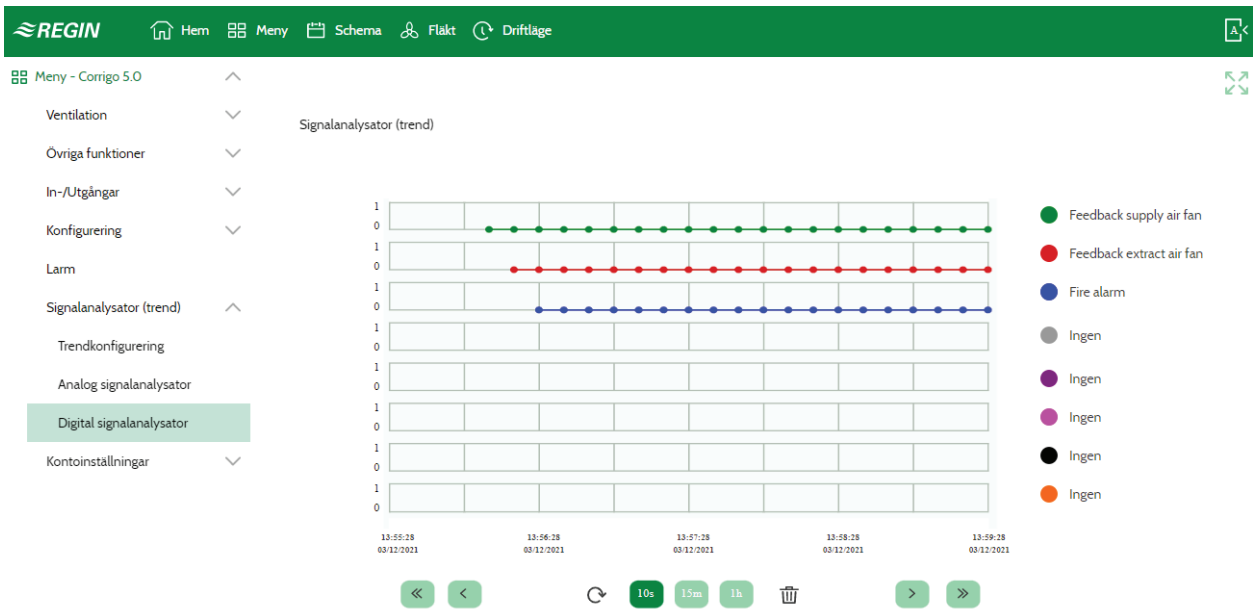 REGIN Hem Meny Schema Fläkt Driftläge A
Meny - Corrigo 5.0
Ventilation
Övriga funktioner
In-/Utgångar
Konfigurering
Larm
Signalanalysator (trend)
Trendkonfigurering
Analog signalanalysator
Digital signalanalysator
Kontoinställningar
Signalanalysator (trend)
1
0
1
0
1
0
1
0
1
0
1
0
1
0
1
0
13:55:28 13:56:28 13:57:28 13:58:28 13:59:28
03/12/2021 03/12/2021 03/12/2021 03/12/2021 03/12/2021
Feedback supply air fan
Feedback extract air fan
Fire alarm
Ingen
Ingen
Ingen
Ingen
Ingen
10s 15m 1h